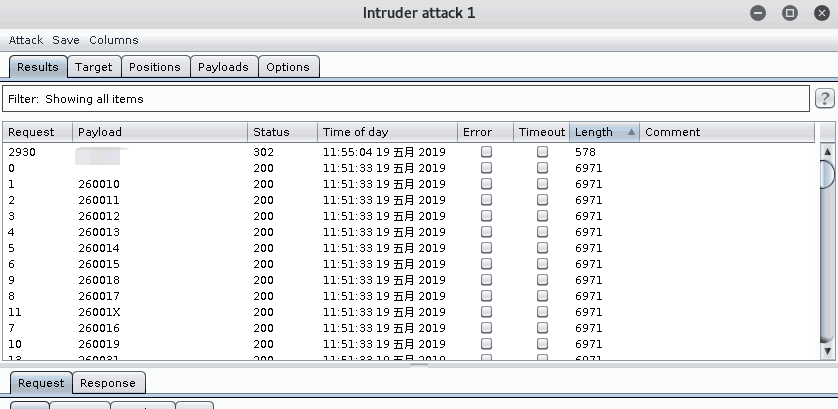 Intruder attack 1
Attack Save Columns
Results Target Positions Payloads Options
Filter: Showing all items
?
Request Payload Status Time of day Error Timeout Length Comment
2930 302 11:55:04 19 五月 2019 578
0 200 11:51:33 19 五月 2019 6971
1 260010 200 11:51:33 19 五月 2019 6971
2 260011 200 11:51:33 19 五月 2019 6971
3 260012 200 11:51:33 19 五月 2019 6971
4 260013 200 11:51:33 19 五月 2019 6971
5 260014 200 11:51:33 19 五月 2019 6971
6 260015 200 11:51:33 19 五月 2019 6971
9 260018 200 11:51:33 19 五月 2019 6971
8 260017 200 11:51:33 19 五月 2019 6971
11 26001X 200 11:51:33 19 五月 2019 6971
7 260016 200 11:51:33 19 五月 2019 6971
10 260019 200 11:51:33 19 五月 2019 6971
200 11:51:33 19 五月 2019 6971
Request Response